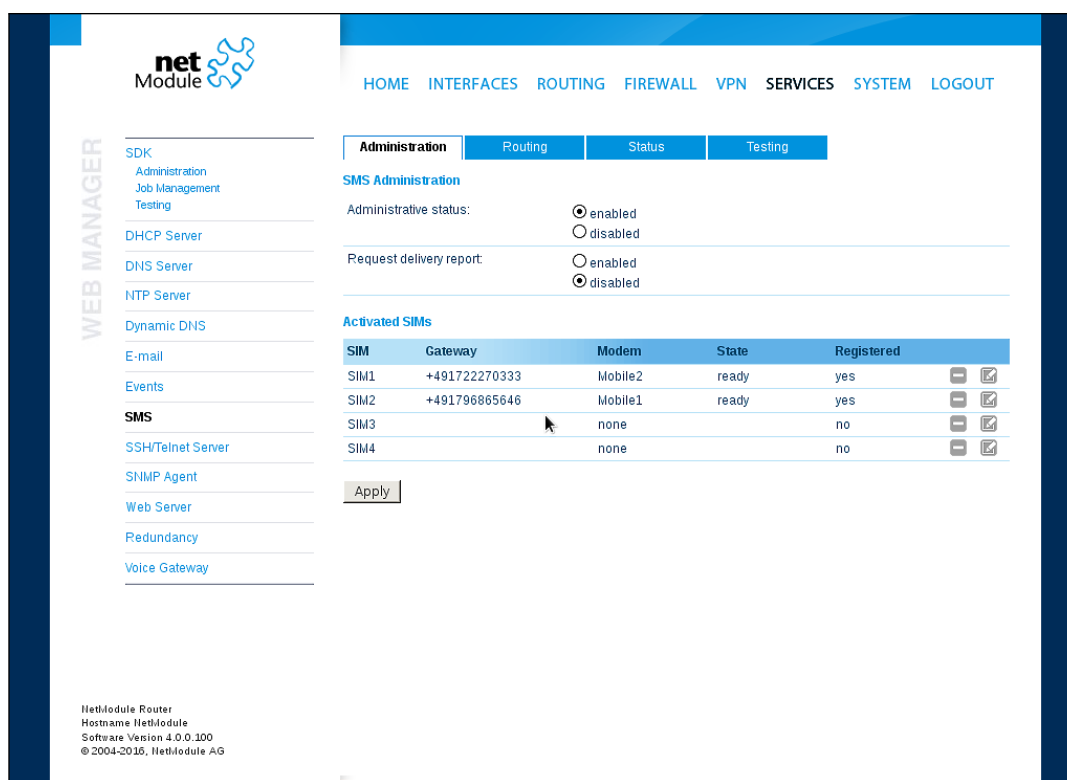 net
Module
HOME INTERFACES ROUTING FIREWALL VPN SERVICES SYSTEM LOGOUT
WEB MANAGER
SDK
Administration
Job Management
Testing
DHCP Server
DNS Server
NTP Server
Dynamic DNS
E-mail
Events
SMS
SSH/Telnet Server
SNMP Agent
Web Server
Redundancy
Voice Gateway
Administration Routing Status Testing
SMS Administration
Administrative status: enabled
disabled
Request delivery report: enabled
disabled
Activated SIMs
SIM Gateway Modem State Registered
SIM1 +491722270333 Mobile2 ready yes
SIM2 +491796865646 Mobile1 ready yes
SIM3 none no
SIM4 none no
Apply
NetModule Router
Hostname NetModule
Software Version 4.0.0.100
© 2004-2016, NetModule AG